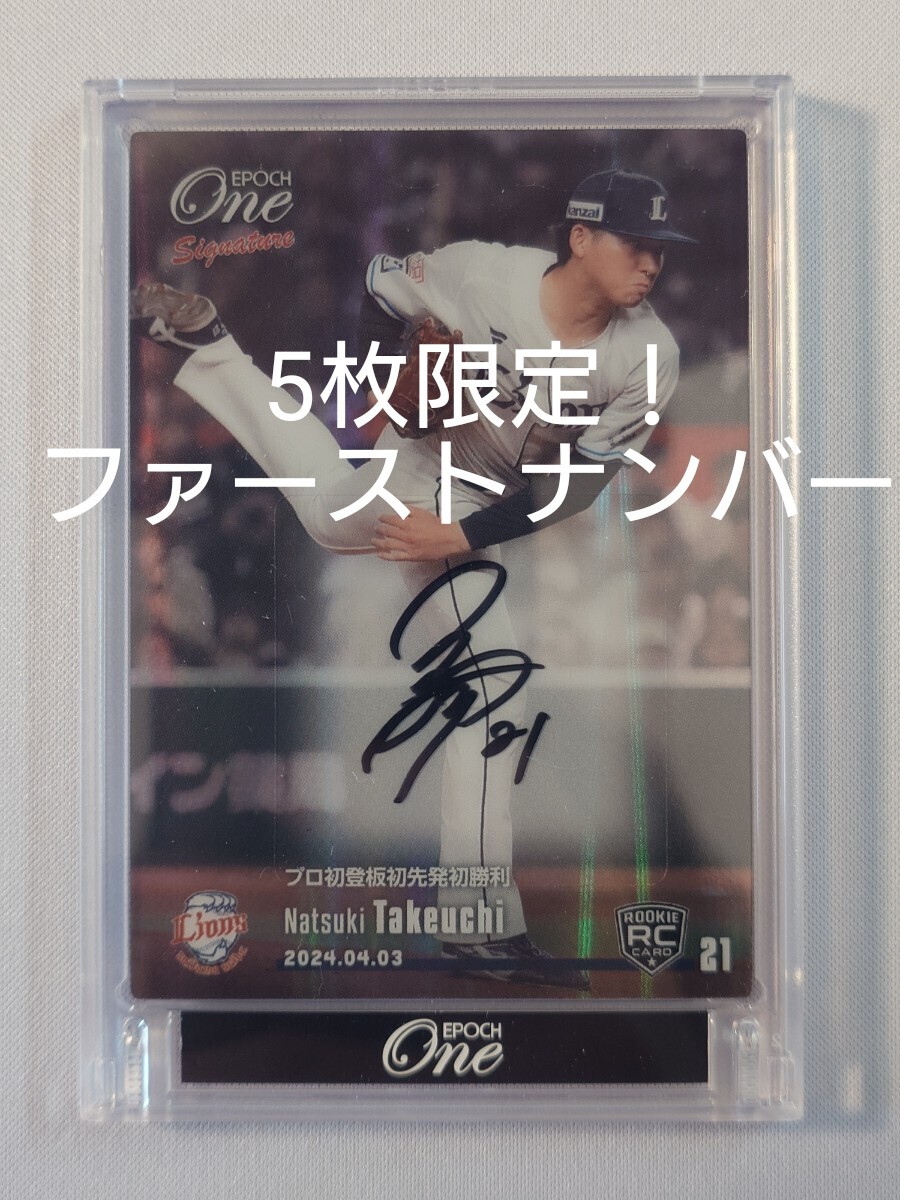 EPOCH
One
Signature
L
5枚限定！
ファーストナンバー
21
イン
プロ初登板初先発初勝利
Lions
Natsuki Takeuchi
2024.04.03
ROOKIE
RC
CARD
21
EPOCH
One